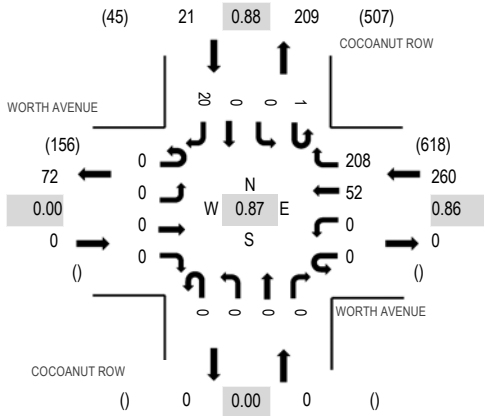 (45) 21 0.88 209 (507)
COCOANUT ROW
20 0 0 1
WORTH AVENUE
(156) (618)
0 208
72 260
N
0 52
0.00 W 0.87 E 0.86
0 0
0 S 0
0 0
() ()
0 0 0 0
WORTH AVENUE
COCOANUT ROW
() 0 0.00 0 ()